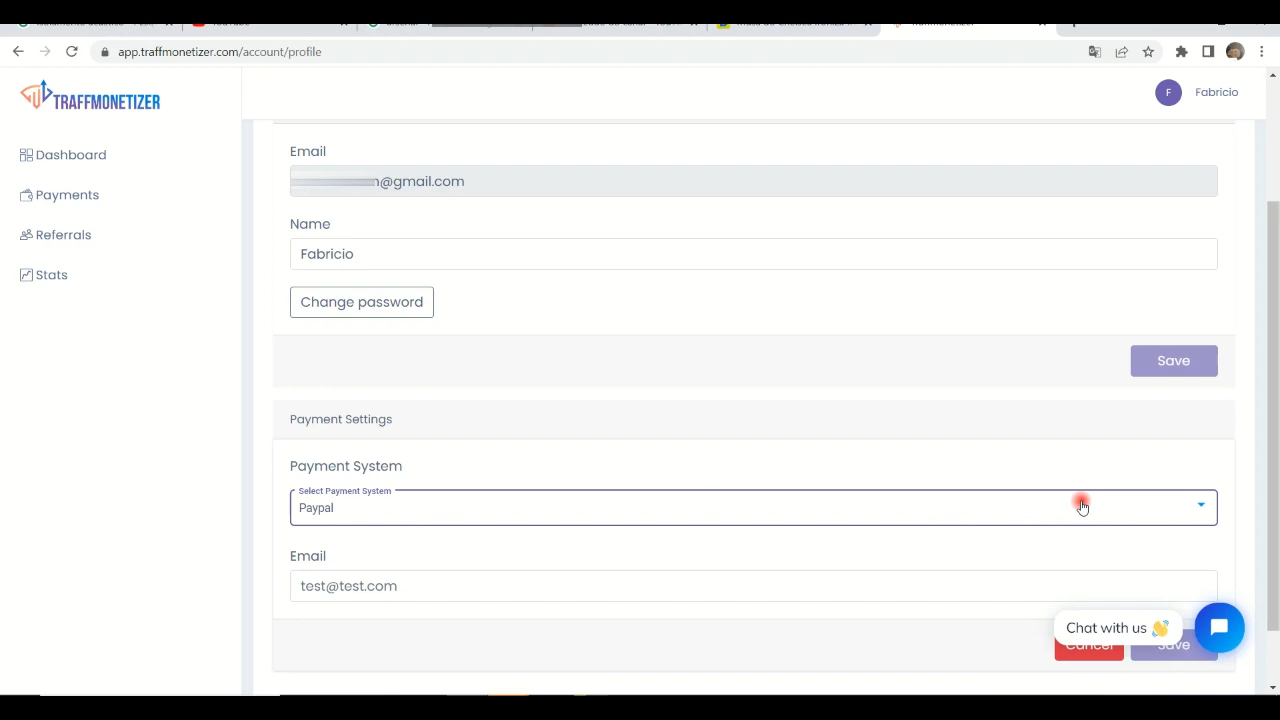 YouTube
app.traffmonetizer.com/account/profile
TRAFFMONETIZER
F
Fabricio
Dashboard
Payments
Referrals
Stats
Email
@gmail.com
Name
Fabricio
Change password
Save
Payment Settings
Payment System
Select Payment System
Paypal
Email
test@test.com
Chat with us 👋
Cancel
Save